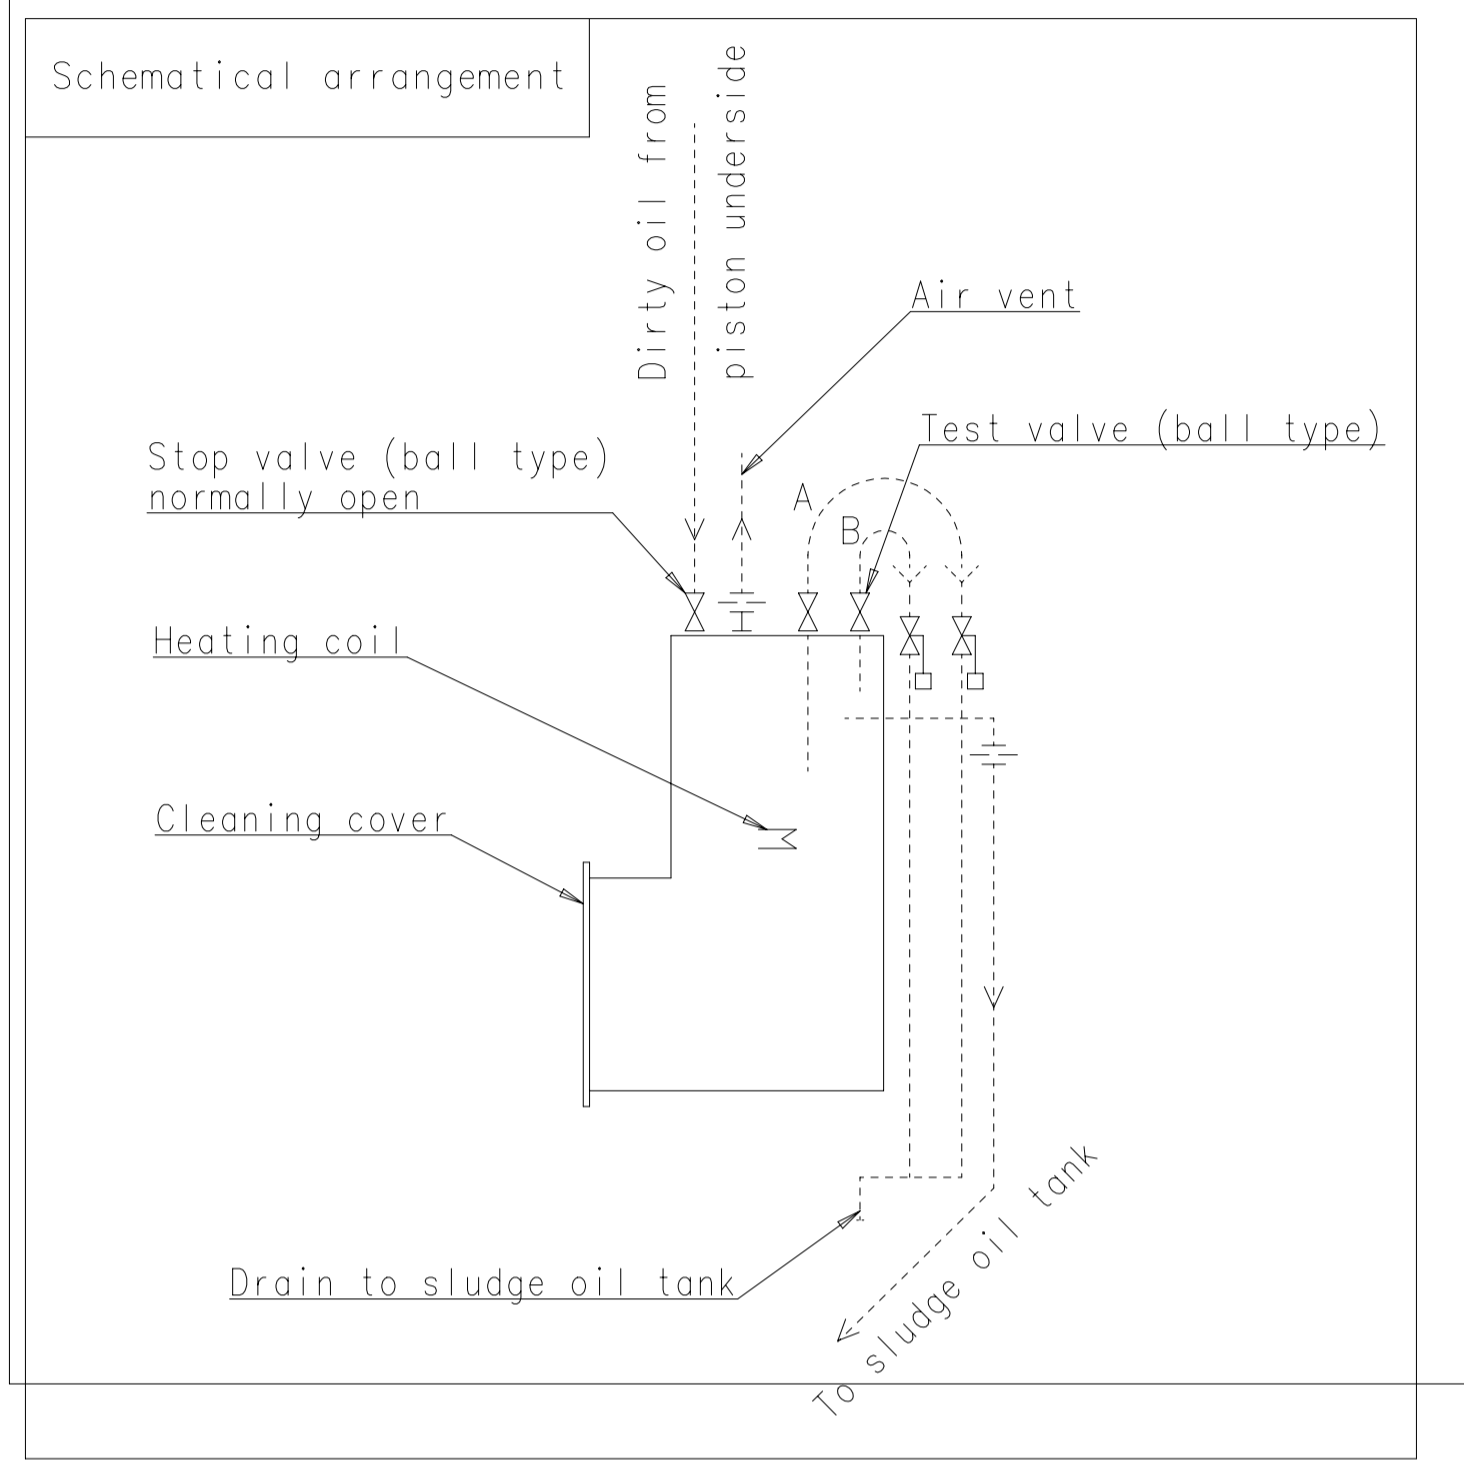 Schematical arrangement
Dirty oil from
piston underside
Air vent
Test valve (ball type)
Stop valve (ball type)
normally open
A
B
Heating coil
Cleaning cover
Drain to sludge oil tank
To sludge oil tank